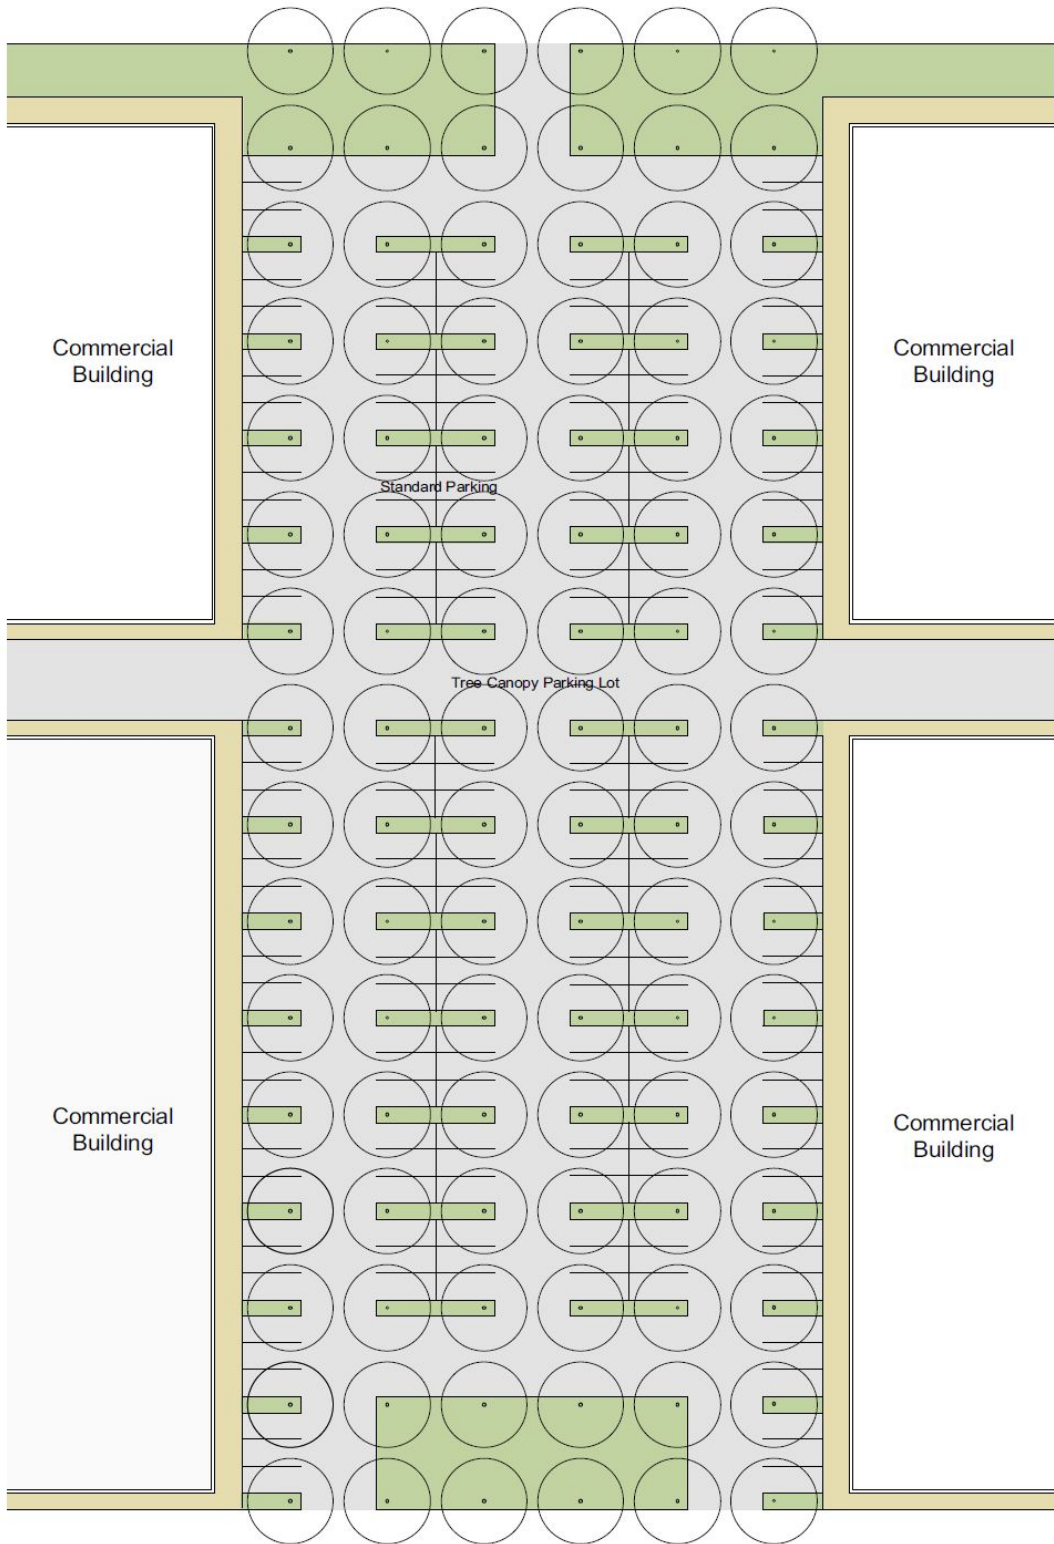 Commercial
Building
Commercial
Building
Standard Parking
Tree Canopy Parking Lot
Commercial
Building
Commercial
Building